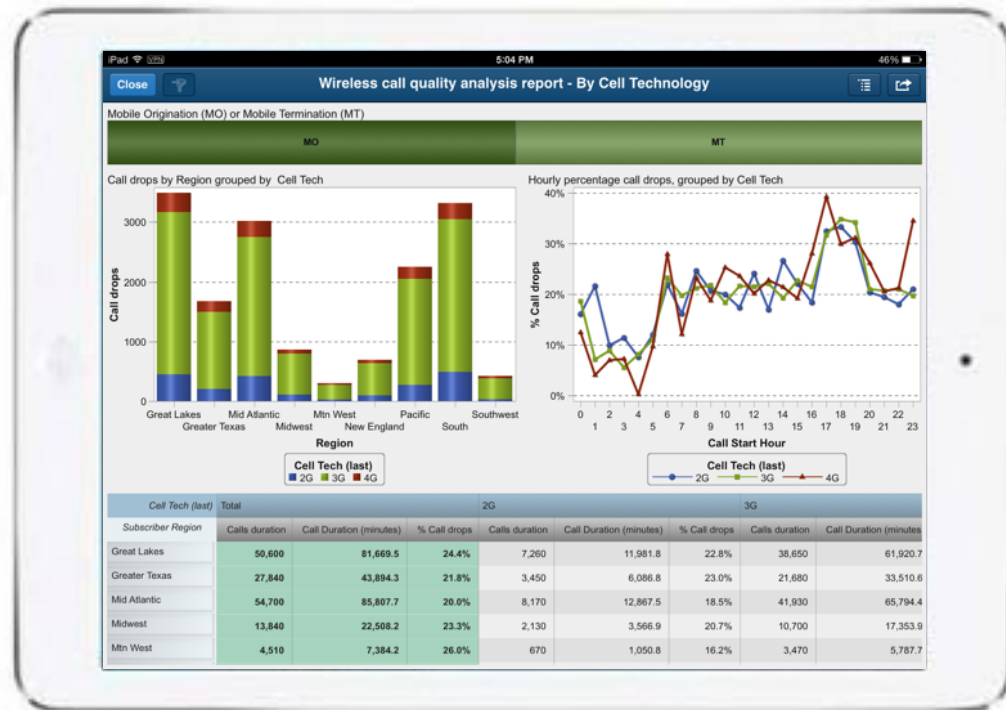 iPad VPN 5:04 PM 46%
Close Wireless call quality analysis report - By Cell Technology
Mobile Origination (MO) or Mobile Termination (MT)
MO MT
Call drops by Region grouped by Cell Tech
3000
2000
1000
0
Call drops
Great Lakes Mid Atlantic Mtn West Pacific Southwest
Greater Texas Midwest New England South
Region
Cell Tech (last)
2G 3G 4G
Hourly percentage call drops, grouped by Cell Tech
40%
30%
20%
10%
0%
% Call drops
0 2 4 6 8 10 12 14 16 18 20 22
1 3 5 7 9 11 13 15 17 19 21 23
Call Start Hour
Cell Tech (last)
2G 3G 4G
Cell Tech (last) Total 2G 3G
Subscriber Region Calls duration Call Duration (minutes) % Call drops Calls duration Call Duration (minutes) % Call drops Calls duration Call Duration (minutes
Great Lakes 50,600 81,669.5 24.4% 7,260 11,981.8 22.8% 38,650 61,920.7
Greater Texas 27,840 43,894.3 21.8% 3,450 6,086.8 23.0% 21,680 33,510.6
Mid Atlantic 54,700 85,807.7 20.0% 8,170 12,867.5 18.5% 41,930 65,794.4
Midwest 13,840 22,508.2 23.3% 2,130 3,566.9 20.7% 10,700 17,353.9
Mtn West 4,510 7,384.2 26.0% 670 1,050.8 16.2% 3,470 5,787.7